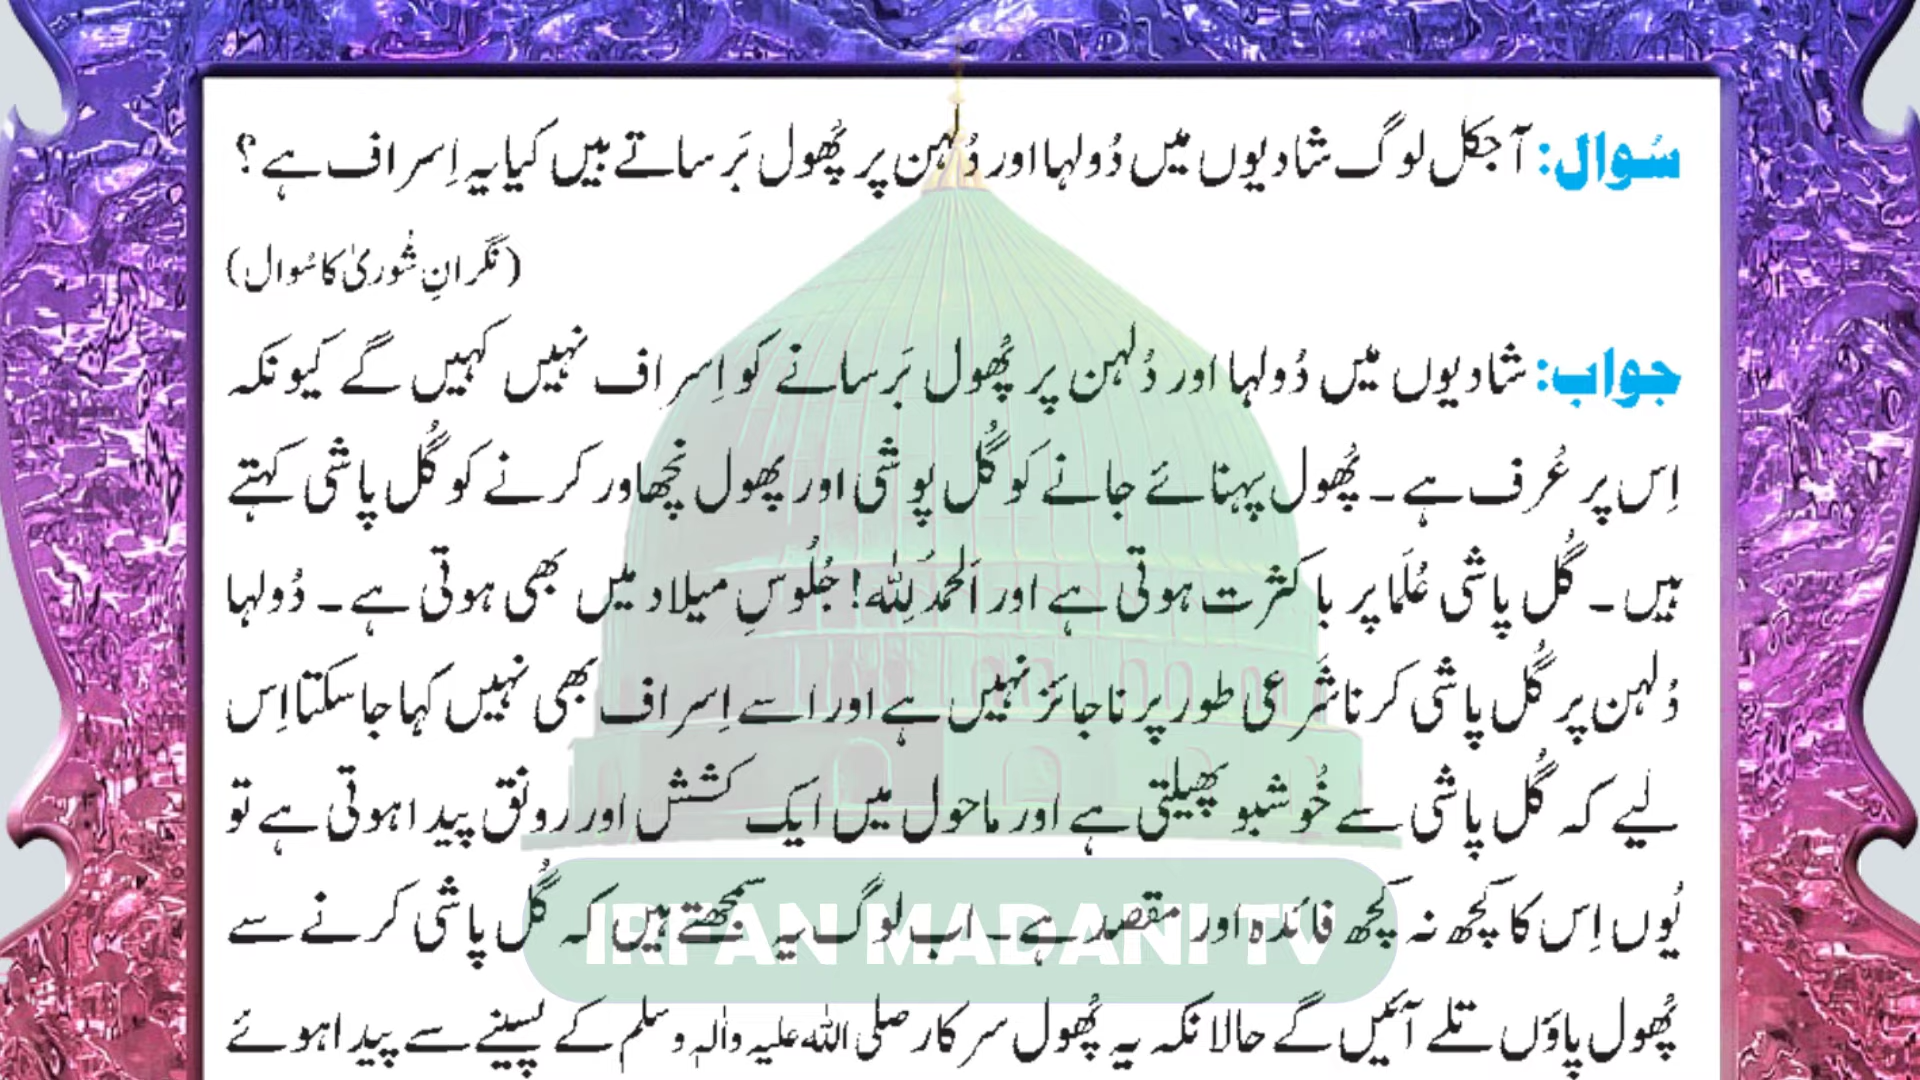 سُوال: آجکل لوگ شادیوں میں دُولہا اور دُلہن پر پُھول بَرساتے ہیں کیا یہ اِسراف ہے؟
(نگرانِ شُوریٰ کا سُوال)
جواب: شادیوں میں دُولہا اور دُلہن پر پُھول بَرسانے کو اِسراف نہیں کہیں گے کیونکہ
اِس پر عُرف ہے۔ پُھول پہنائے جانے کو گُل پوشی اور پھول نچھاور کرنے کو گُل پاشی کہتے
ہیں۔ گُل پاشی عُلَما پر باکثرت ہوتی ہے اور اَلحمدُلِلّٰہ! جُلُوسِ میلاد میں بھی ہوتی ہے۔ دُولہا
دُلہن پر گُل پاشی کرنا شَرعی طور پر ناجائز نہیں ہے اور اسے اِسراف بھی نہیں کہا جاسکتا اِس
لیے کہ گُل پاشی سے خُوشبو پھیلتی ہے اور ماحول میں ایک کشش اور رونق پیدا ہوتی ہے تو
یُوں اِس کا کچھ نہ کچھ فائدہ اور مقصد ہے۔ اب لوگ یہ سمجھتے ہیں کہ گُل پاشی کرنے سے
IRFAN MADANI TV
پُھول پاؤں تلے آئیں گے حالانکہ یہ پُھول سرکار صلی اللہ علیہ واٰلہٖ وسلم کے پسینے سے پیدا ہوئے